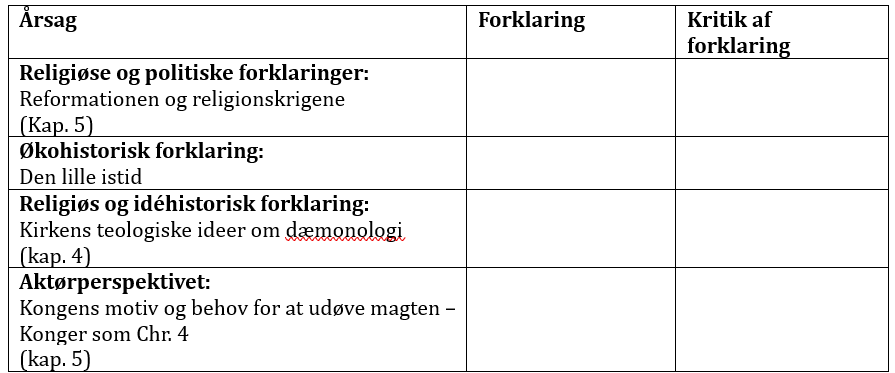 Årsag
Forklaring
Kritik af
forklaring
Religiøse og politiske forklaringer:
Reformationen og religionskrigene
(Kap. 5)
Økohistorisk forklaring:
Den lille istid
Religiøs og idéhistorisk forklaring:
Kirkens teologiske ideer om dæmonologi
(kap. 4)
Aktørperspektivet:
Kongens motiv og behov for at udøve magten –
Konger som Chr. 4
(kap. 5)